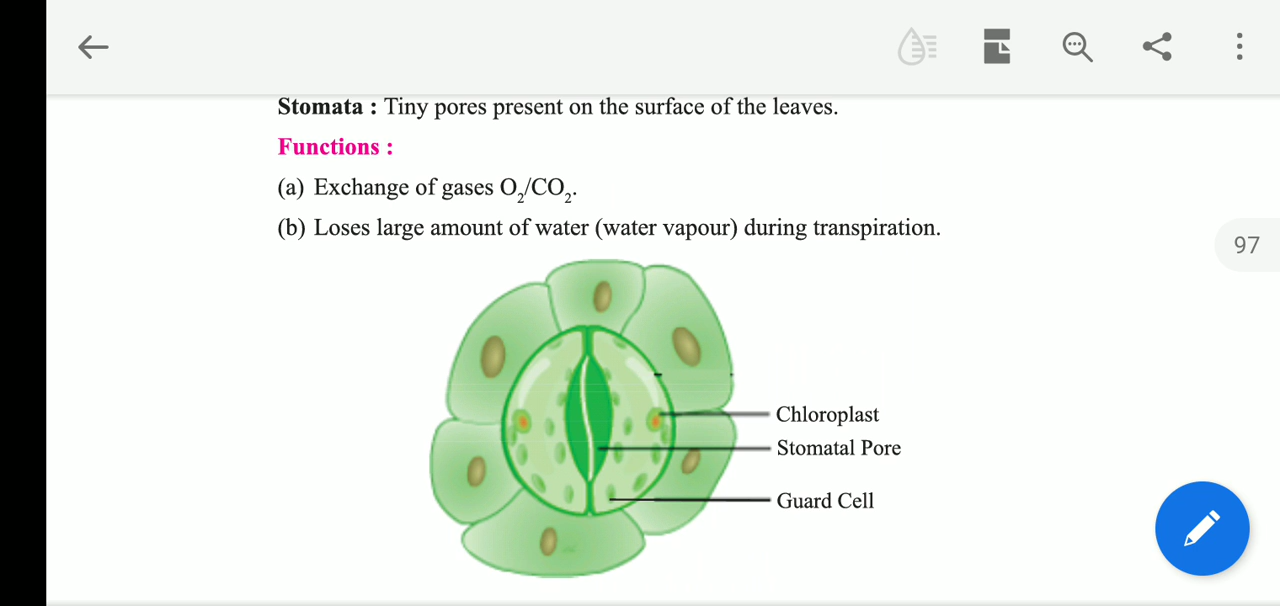 Stomata : Tiny pores present on the surface of the leaves.
Functions :
(a) Exchange of gases O₂/CO₂.
(b) Loses large amount of water (water vapour) during transpiration.
97
Chloroplast
Stomatal Pore
Guard Cell